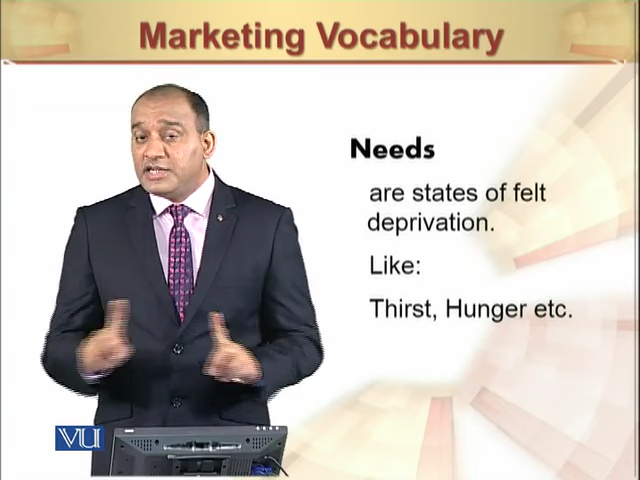 Marketing Vocabulary
Needs
are states of felt
deprivation.
Like:
Thirst, Hunger etc.
VU